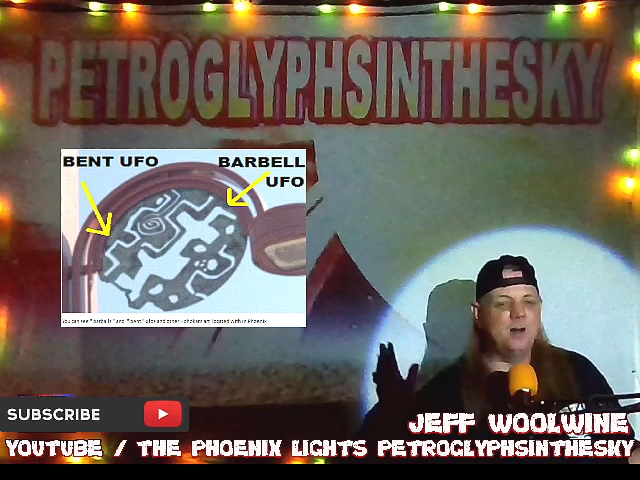 PETROGLYPHSINTHESKY
BENT UFO
BARBELL
UFO
SUBSCRIBE
JEFF WOOLWINE
YOUTUBE / THE PHOENIX LIGHTS PETROGLYPHSINTHESKY